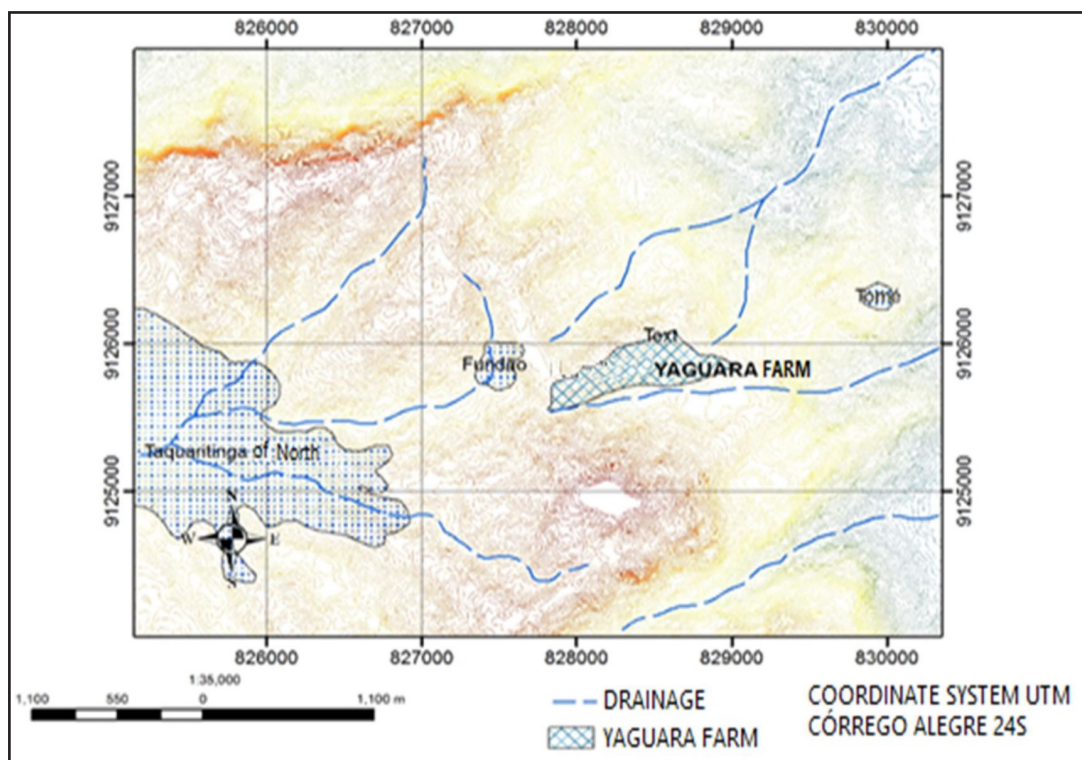 826000 827000 828000 829000 830000
9127000 9127000
Tomé
9126000 9126000
Text
Fundão
YAGUARA FARM
Taquaritinga of North
9125000 9125000
N
W E
S
826000 827000 828000 829000 830000
1:35,000
1,100 550 0 1,100 m
DRAINAGE
YAGUARA FARM
COORDINATE SYSTEM UTM
CÓRREGO ALEGRE 24S